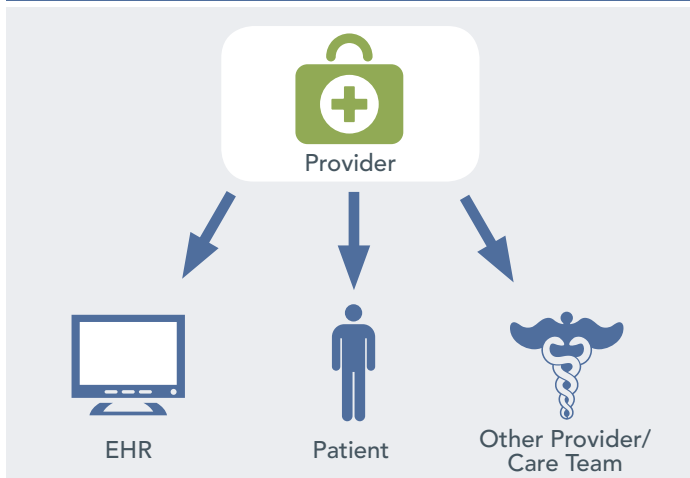 Provider
EHR
Patient
Other Provider/
Care Team